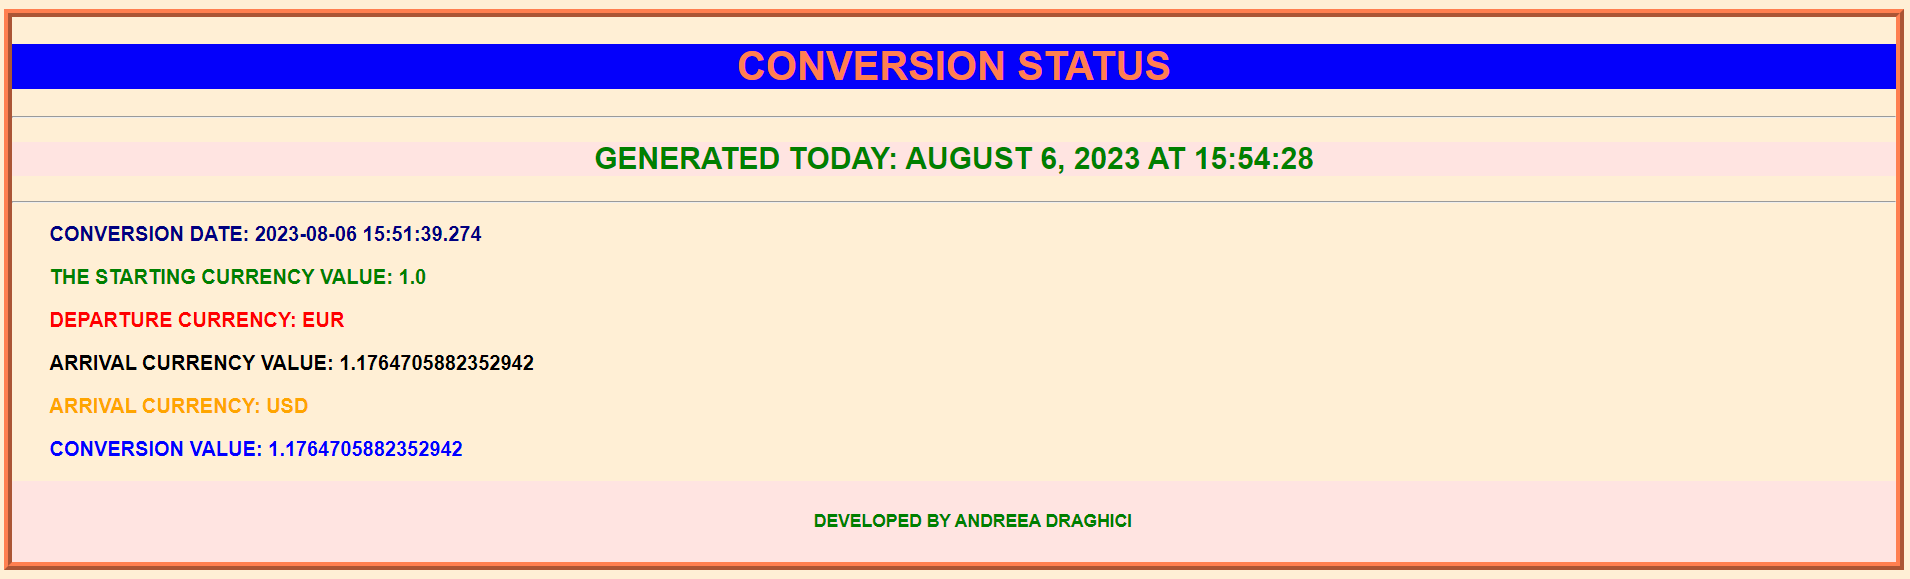 CONVERSION STATUS
GENERATED TODAY: AUGUST 6, 2023 AT 15:54:28
CONVERSION DATE: 2023-08-06 15:51:39.274
THE STARTING CURRENCY VALUE: 1.0
DEPARTURE CURRENCY: EUR
ARRIVAL CURRENCY VALUE: 1.1764705882352942
ARRIVAL CURRENCY: USD
CONVERSION VALUE: 1.1764705882352942
DEVELOPED BY ANDREEA DRAGHICI